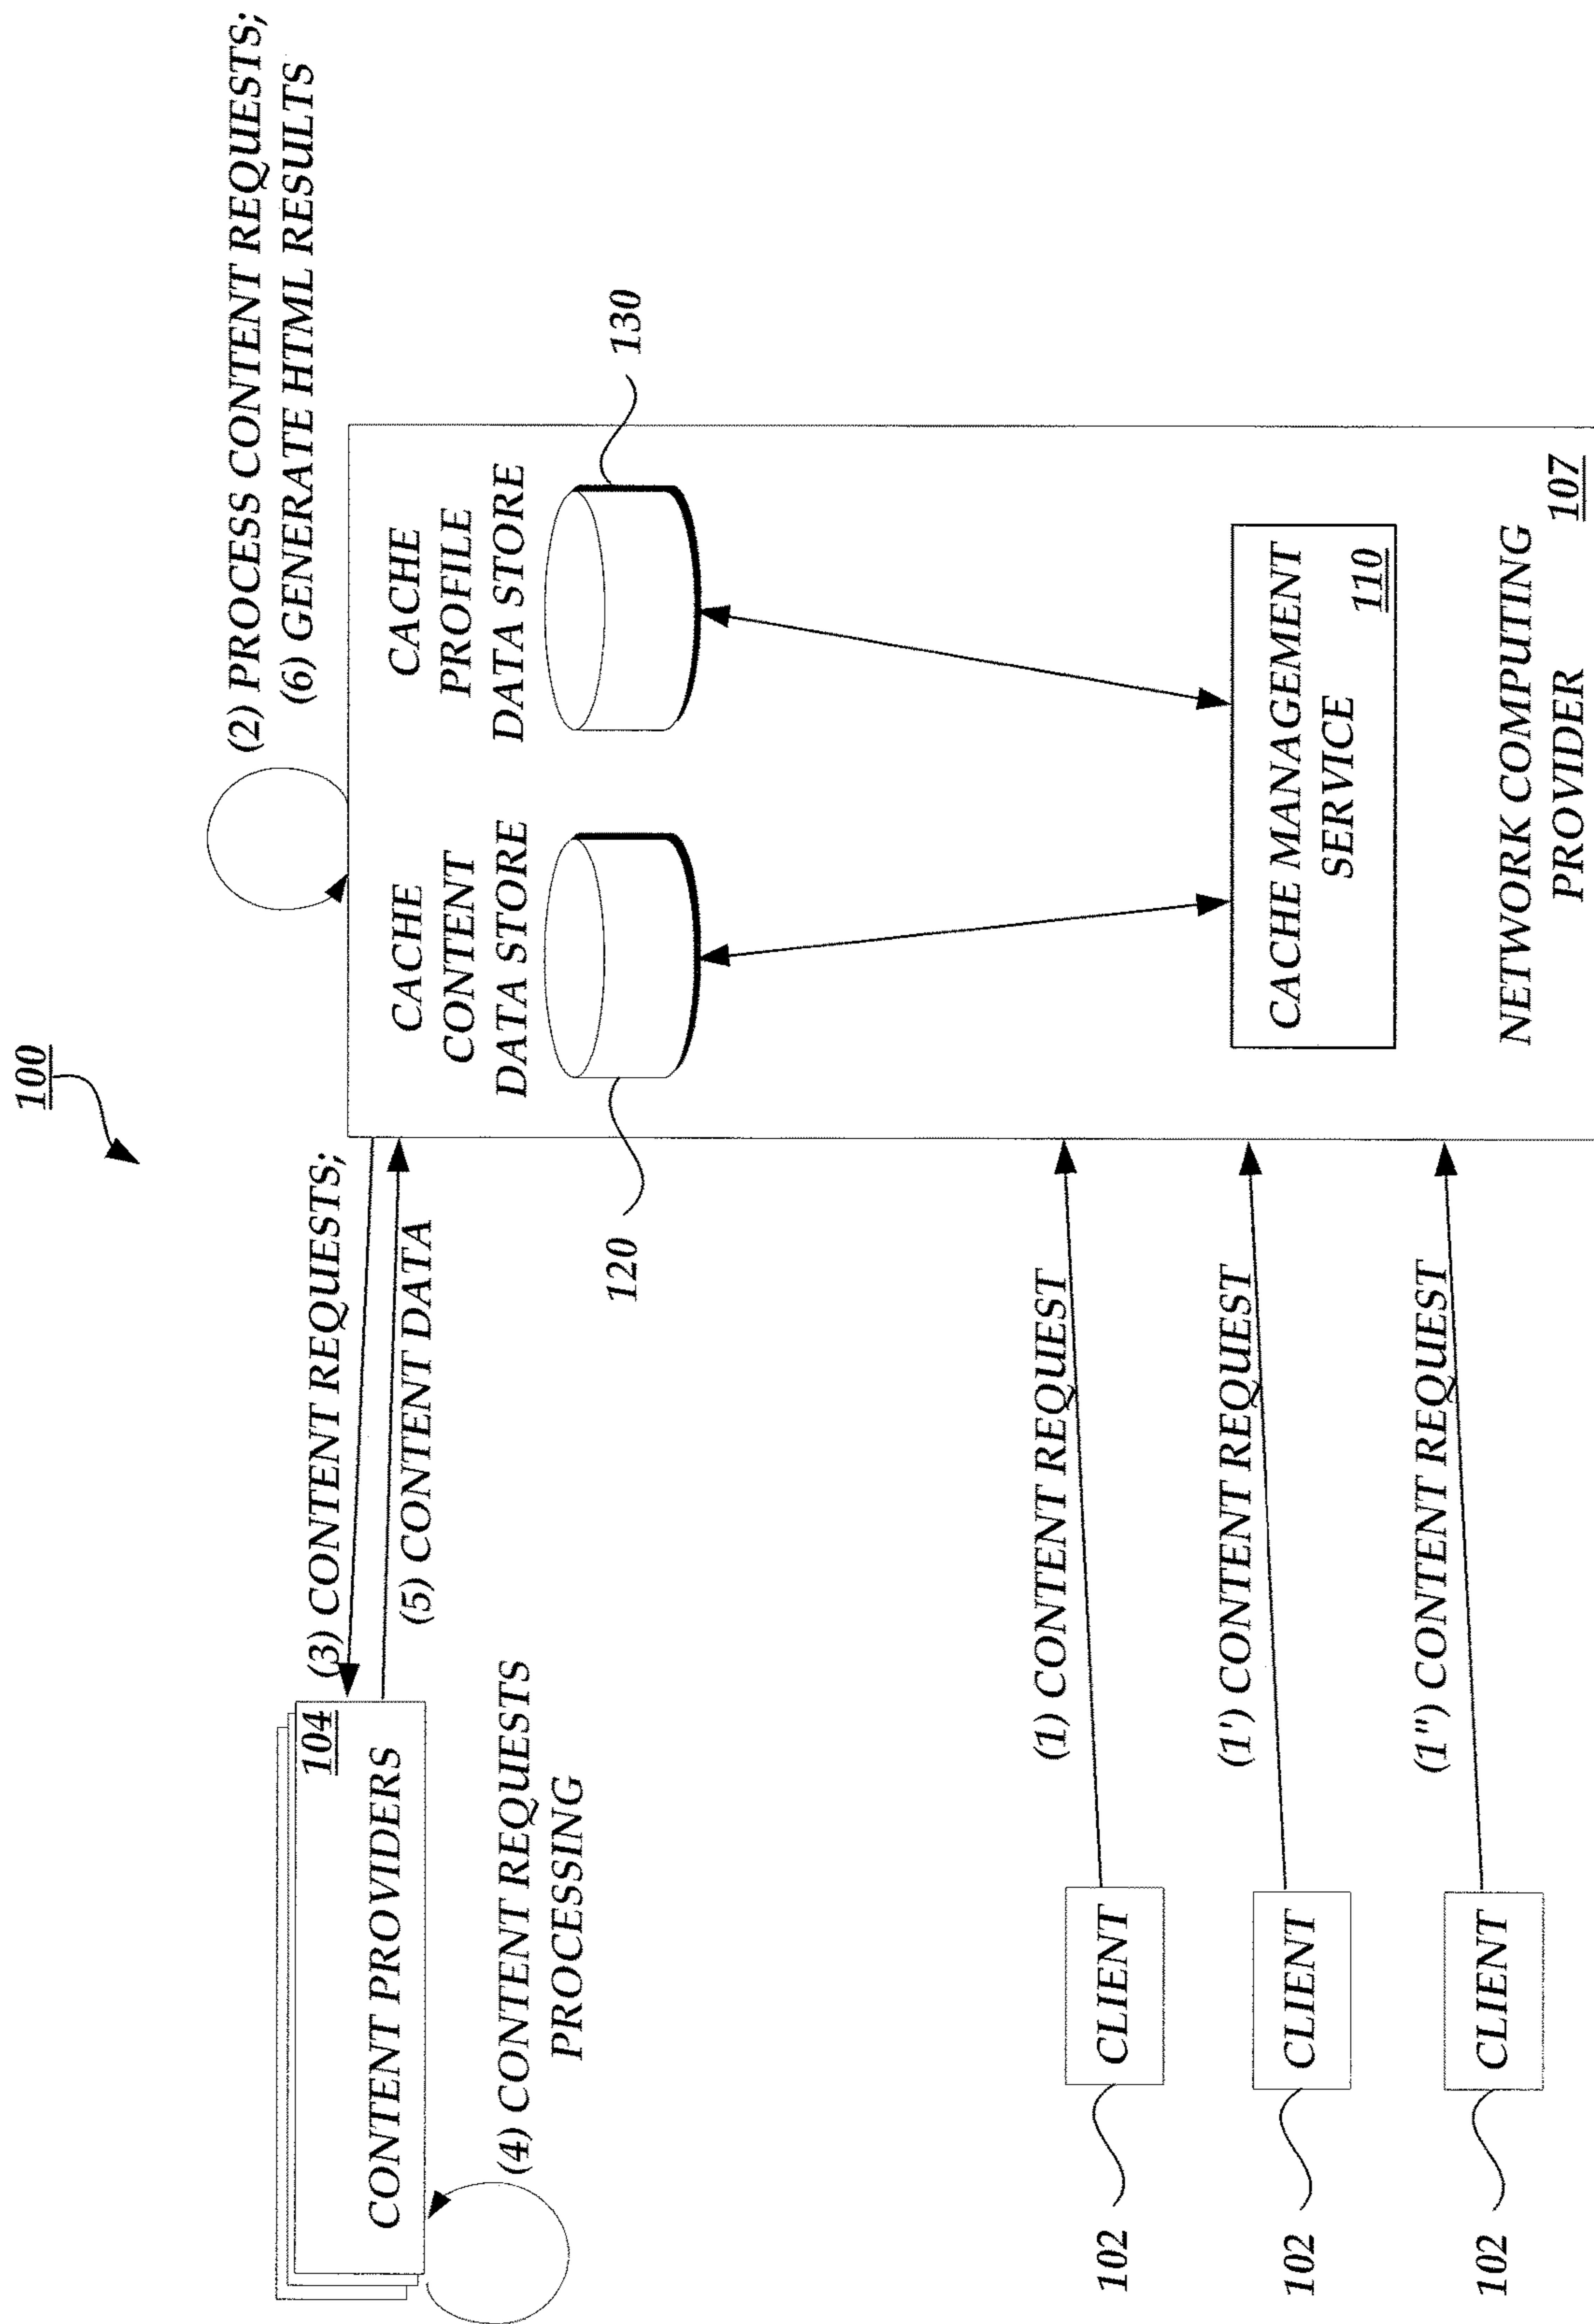 100
(2) PROCESS CONTENT REQUESTS;
(6) GENERATE HTML RESULTS
104
CONTENT PROVIDERS
(3) CONTENT REQUESTS;
(5) CONTENT DATA
(4) CONTENT REQUESTS
PROCESSING
CACHE
CONTENT
DATA STORE
120
CACHE
PROFILE
DATA STORE
130
CLIENT
102
(1) CONTENT REQUEST
CLIENT
102
(1') CONTENT REQUEST
CLIENT
102
(1") CONTENT REQUEST
CACHE MANAGEMENT
SERVICE
110
NETWORK COMPUTING
PROVIDER
107